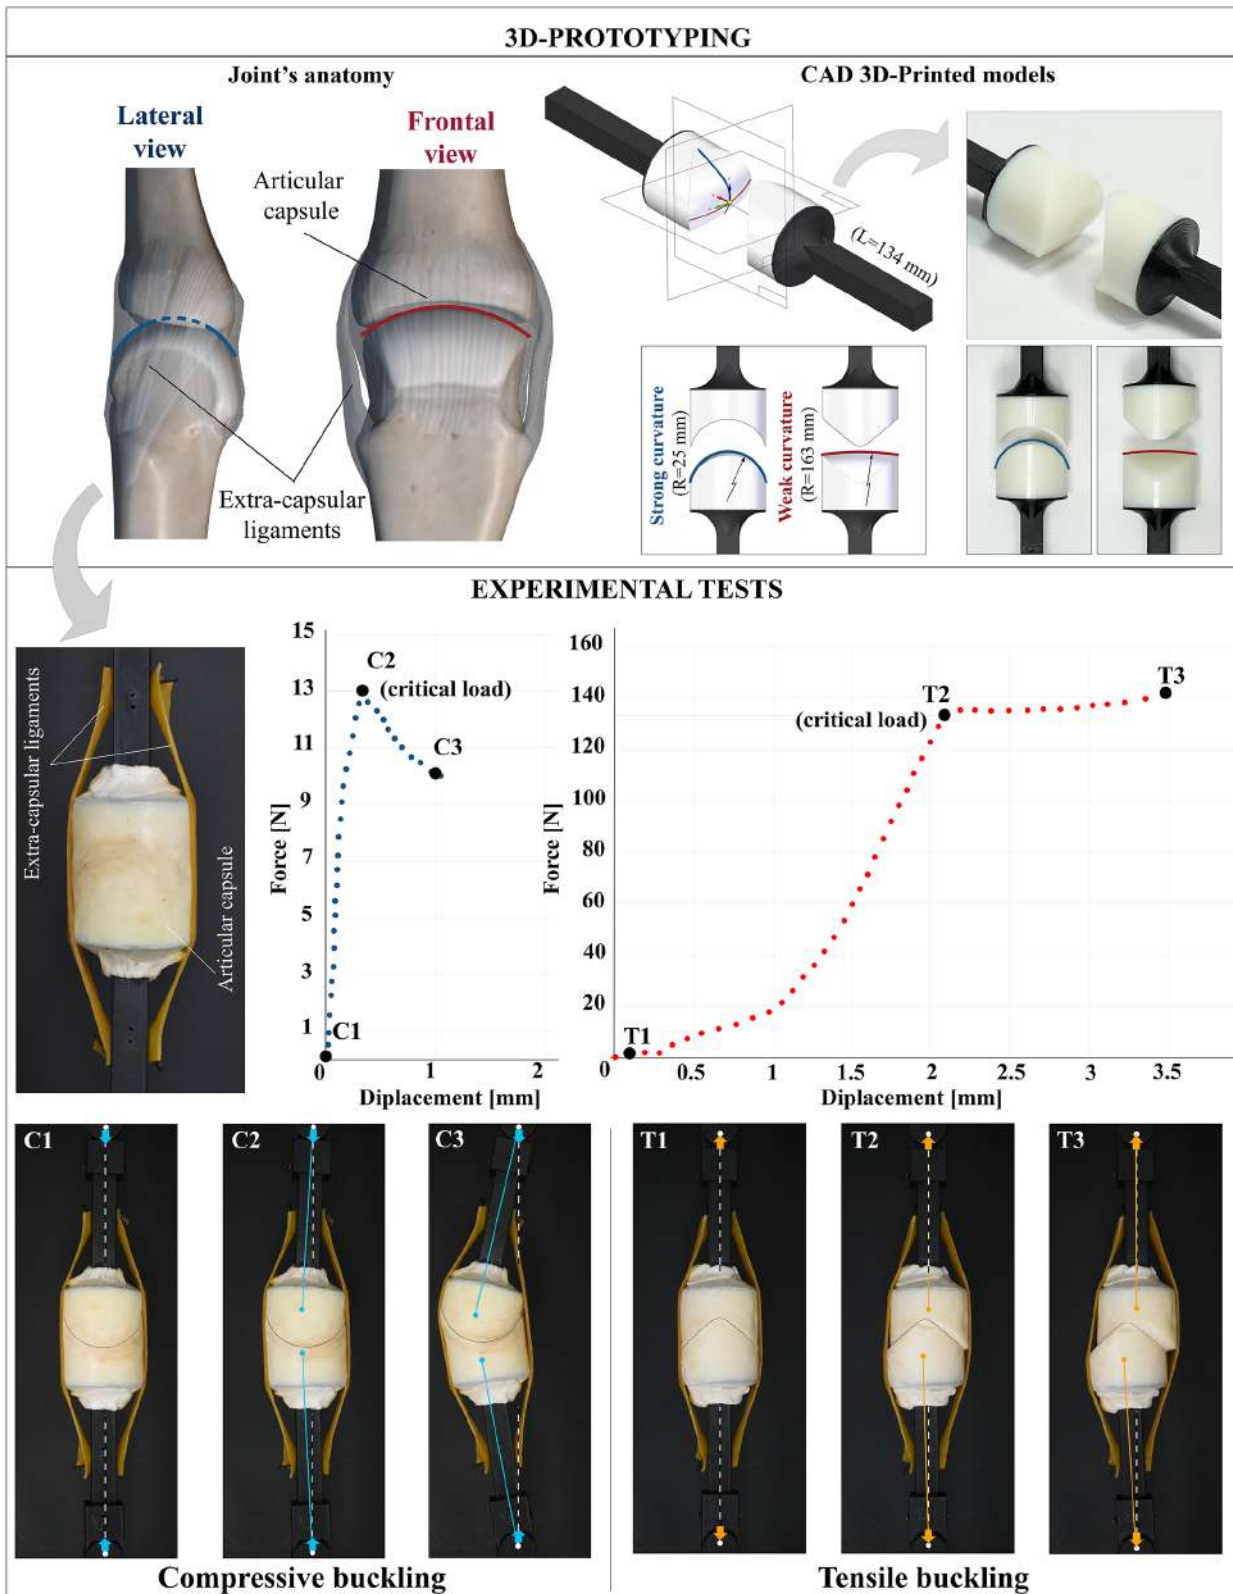 3D-PROTOTYPING
Joint's anatomy
CAD 3D-Printed models
Lateral
view
Frontal
view
Articular
capsule
Extra-capsular
ligaments
(L=134 mm)
Strong curvature
(R=25 mm)
Weak curvature
(R=163 mm)
EXPERIMENTAL TESTS
Extra-capsular ligaments
Articular capsule
15
13
11
9
7
5
3
1
Force [N]
C1
C2
(critical load)
C3
0
1
2
Diplacement [mm]
160
140
120
100
80
60
40
20
Force [N]
T1
T2
(critical load)
T3
0
0.5
1
1.5
2
2.5
3
3.5
Diplacement [mm]
C1
C2
C3
T1
T2
T3
Compressive buckling
Tensile buckling